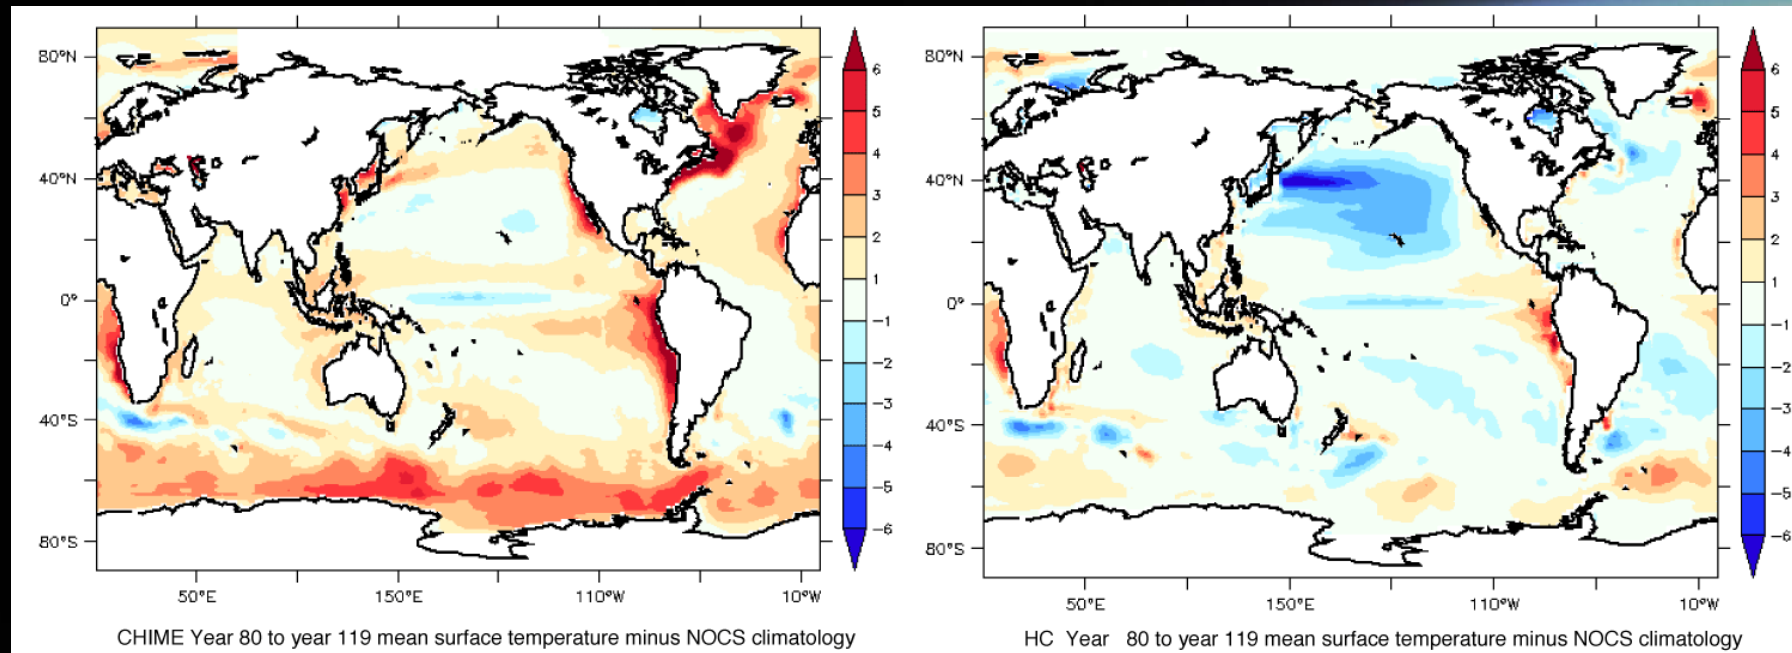 80°N
40°N
0°
40°S
80°S
50°E 150°E 110°W 10°W
6
5
4
3
2
1
-1
-2
-3
-4
-5
-6
CHIME Year 80 to year 119 mean surface temperature minus NOCS climatology
80°N
40°N
0°
40°S
80°S
50°E 150°E 110°W 10°W
6
5
4
3
2
1
-1
-2
-3
-4
-5
-6
HC Year 80 to year 119 mean surface temperature minus NOCS climatology